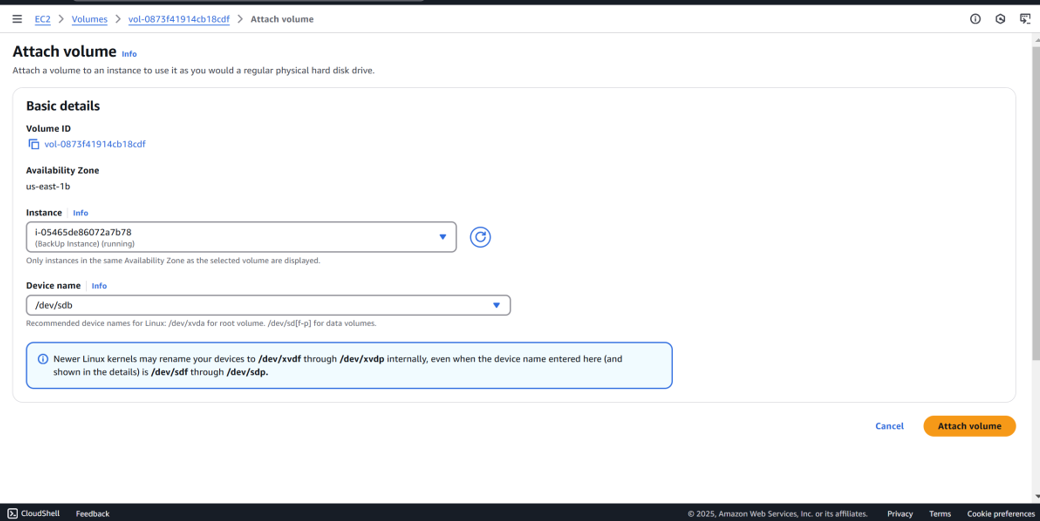 EC2 > Volumes > vol-0873f41914cb18cdf > Attach volume
Attach volume Info
Attach a volume to an instance to use it as you would a regular physical hard disk drive.
Basic details
Volume ID
vol-0873f41914cb18cdf
Availability Zone
us-east-1b
Instance | Info
i-05465de86072a7b78
(BackUp Instance) (running)
Only instances in the same Availability Zone as the selected volume are displayed.
Device name | Info
/dev/sdb
Recommended device names for Linux: /dev/xvda for root volume. /dev/sd[f-p] for data volumes.
Newer Linux kernels may rename your devices to /dev/xvdf through /dev/xvdp internally, even when the device name entered here (and
shown in the details) is /dev/sdf through /dev/sdp.
Cancel Attach volume
CloudShell Feedback © 2025, Amazon Web Services, Inc. or its affiliates. Privacy Terms Cookie preferences